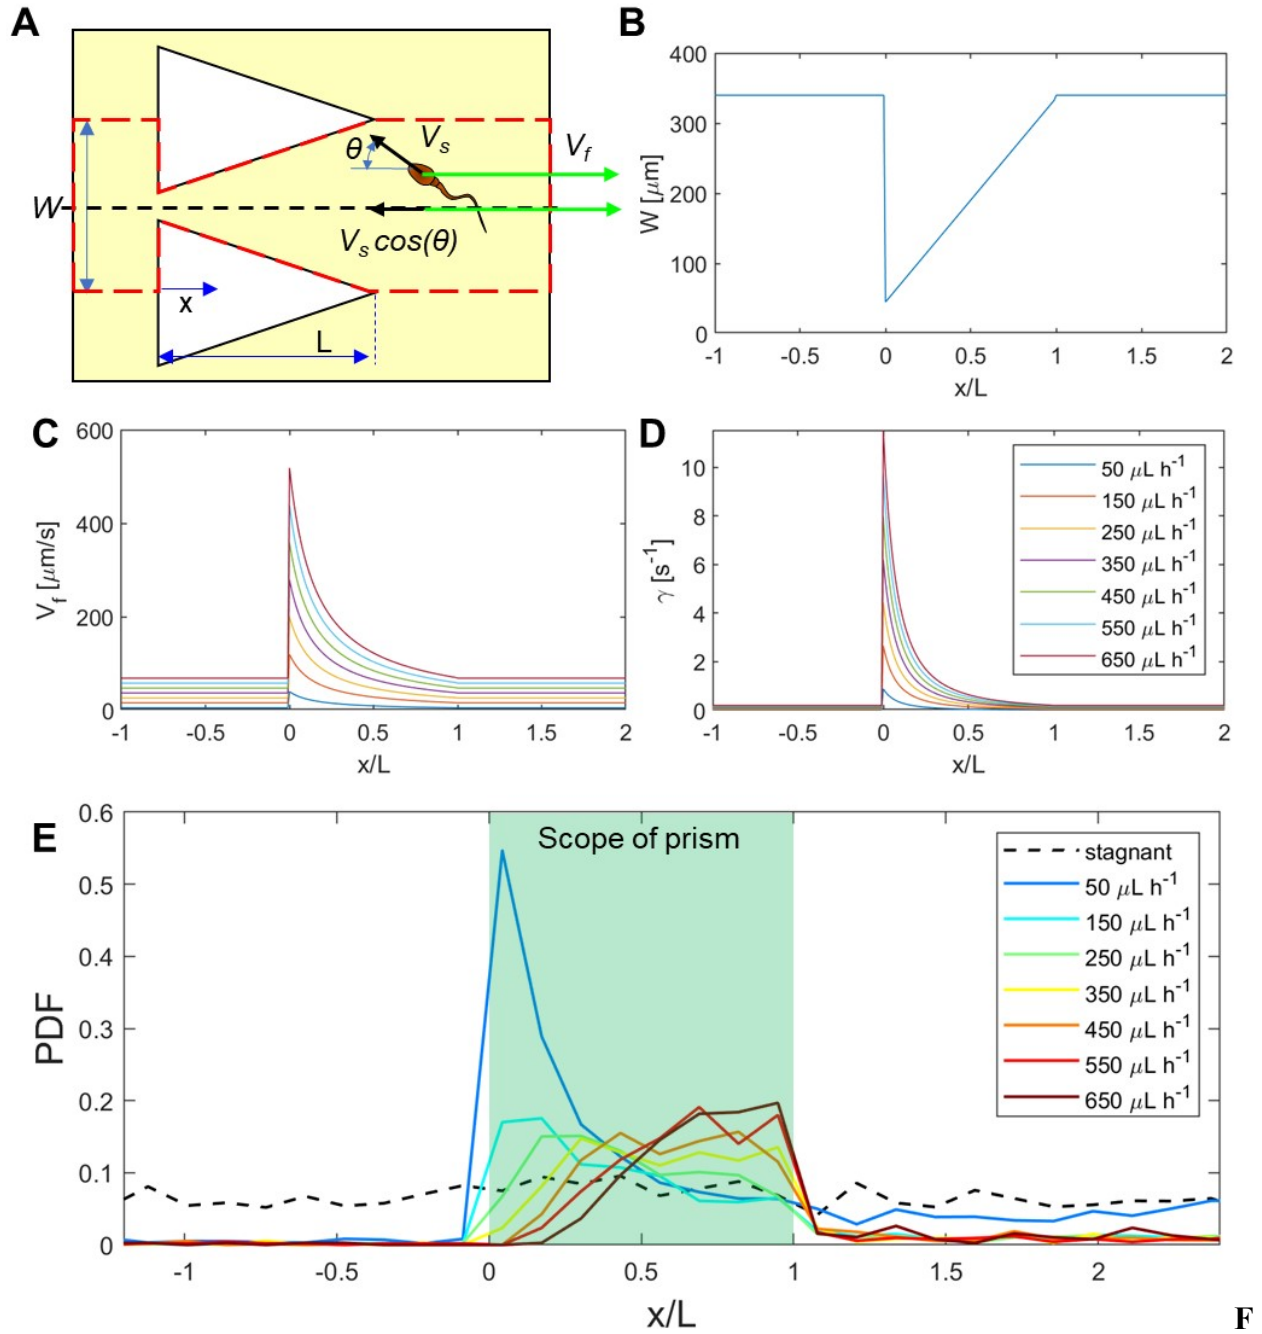 A
W
θ
V_s
V_f
V_s cos(θ)
x
L
B
W [μm]
400
300
200
100
0
-1 -0.5 0 0.5 1 1.5 2
x/L
C
V_f [μm/s]
600
400
200
0
-1 -0.5 0 0.5 1 1.5 2
x/L
D
γ [s⁻¹]
10
8
6
4
2
0
-1 -0.5 0 0.5 1 1.5 2
x/L
50 μL h⁻¹
150 μL h⁻¹
250 μL h⁻¹
350 μL h⁻¹
450 μL h⁻¹
550 μL h⁻¹
650 μL h⁻¹
E
PDF
0.6
0.5
0.4
0.3
0.2
0.1
0
Scope of prism
stagnant
50 μL h⁻¹
150 μL h⁻¹
250 μL h⁻¹
350 μL h⁻¹
450 μL h⁻¹
550 μL h⁻¹
650 μL h⁻¹
-1 -0.5 0 0.5 1 1.5 2
x/L
F